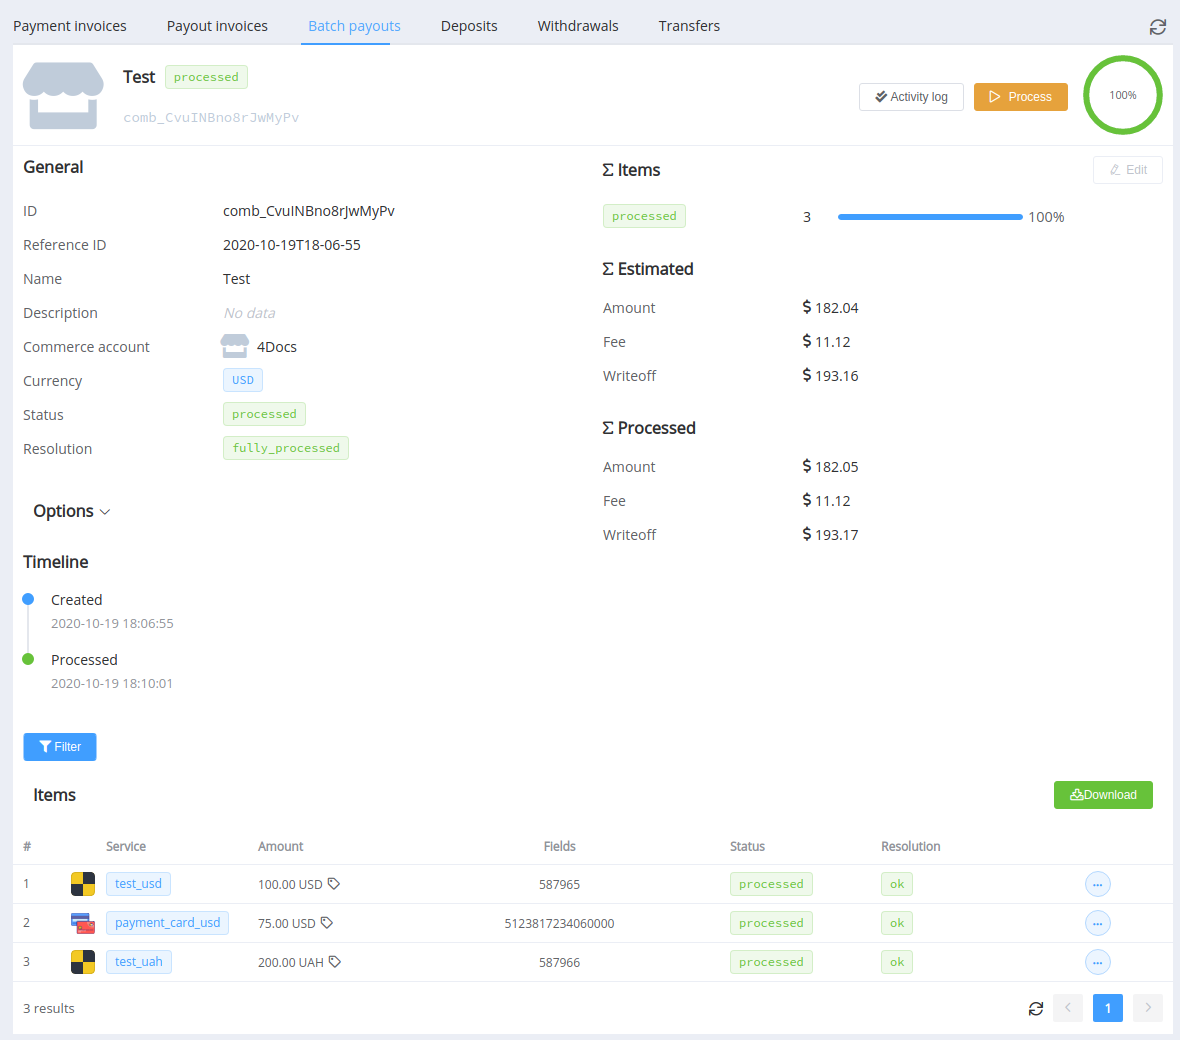 Payment invoices Payout invoices Batch payouts Deposits Withdrawals Transfers
Test processed
comb_CvuINBno8rJwMyPv
Activity log Process 100%
General
ID comb_CvuINBno8rJwMyPv
Reference ID 2020-10-19T18-06-55
Name Test
Description No data
Commerce account 4Docs
Currency USD
Status processed
Resolution fully_processed
Options
Timeline
Created
2020-10-19 18:06:55
Processed
2020-10-19 18:10:01
Σ Items Edit
processed 3 100%
Σ Estimated
Amount $ 182.04
Fee $ 11.12
Writeoff $ 193.16
Σ Processed
Amount $ 182.05
Fee $ 11.12
Writeoff $ 193.17
Filter
Items Download
# Service Amount Fields Status Resolution
1 test_usd 100.00 USD 587965 processed ok ...
2 payment_card_usd 75.00 USD 5123817234060000 processed ok ...
3 test_uah 200.00 UAH 587966 processed ok ...
3 results < 1 >